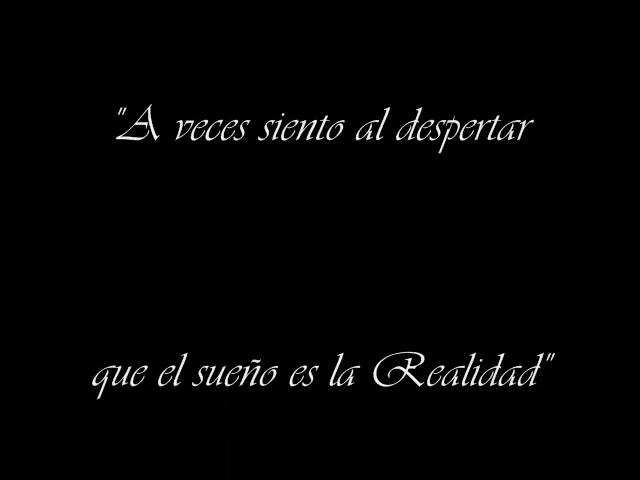 "A veces siento al despertar
que el sueño es la Realidad"